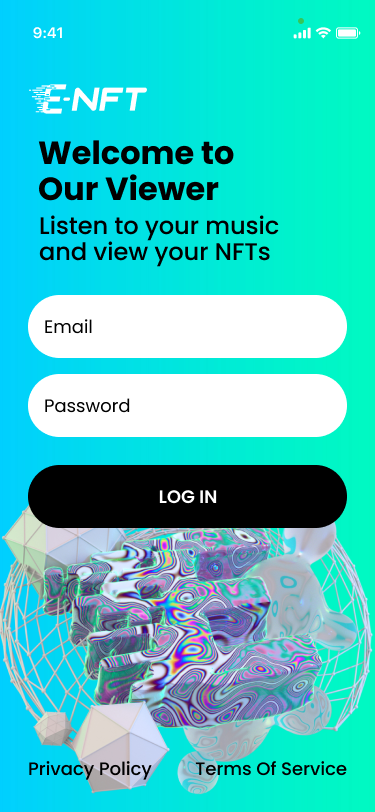 9:41
E-NFT
Welcome to
Our Viewer
Listen to your music
and view your NFTs
Email
Password
LOG IN
Privacy Policy
Terms Of Service